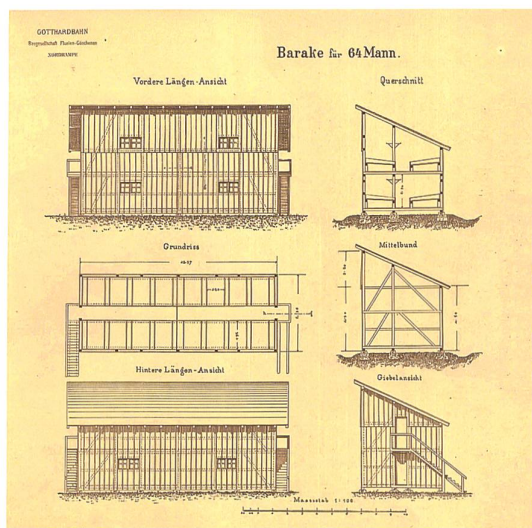 GOTTHARDBAHN
Baugesellschaft Flüelen-Göschenen
NORDRAMPE
Barake für 64 Mann.
Vordere Längen-Ansicht
Querschnitt
Grundriss
Mittelbund
Hintere Längen-Ansicht
Giebelansicht
Maassstab 1:100